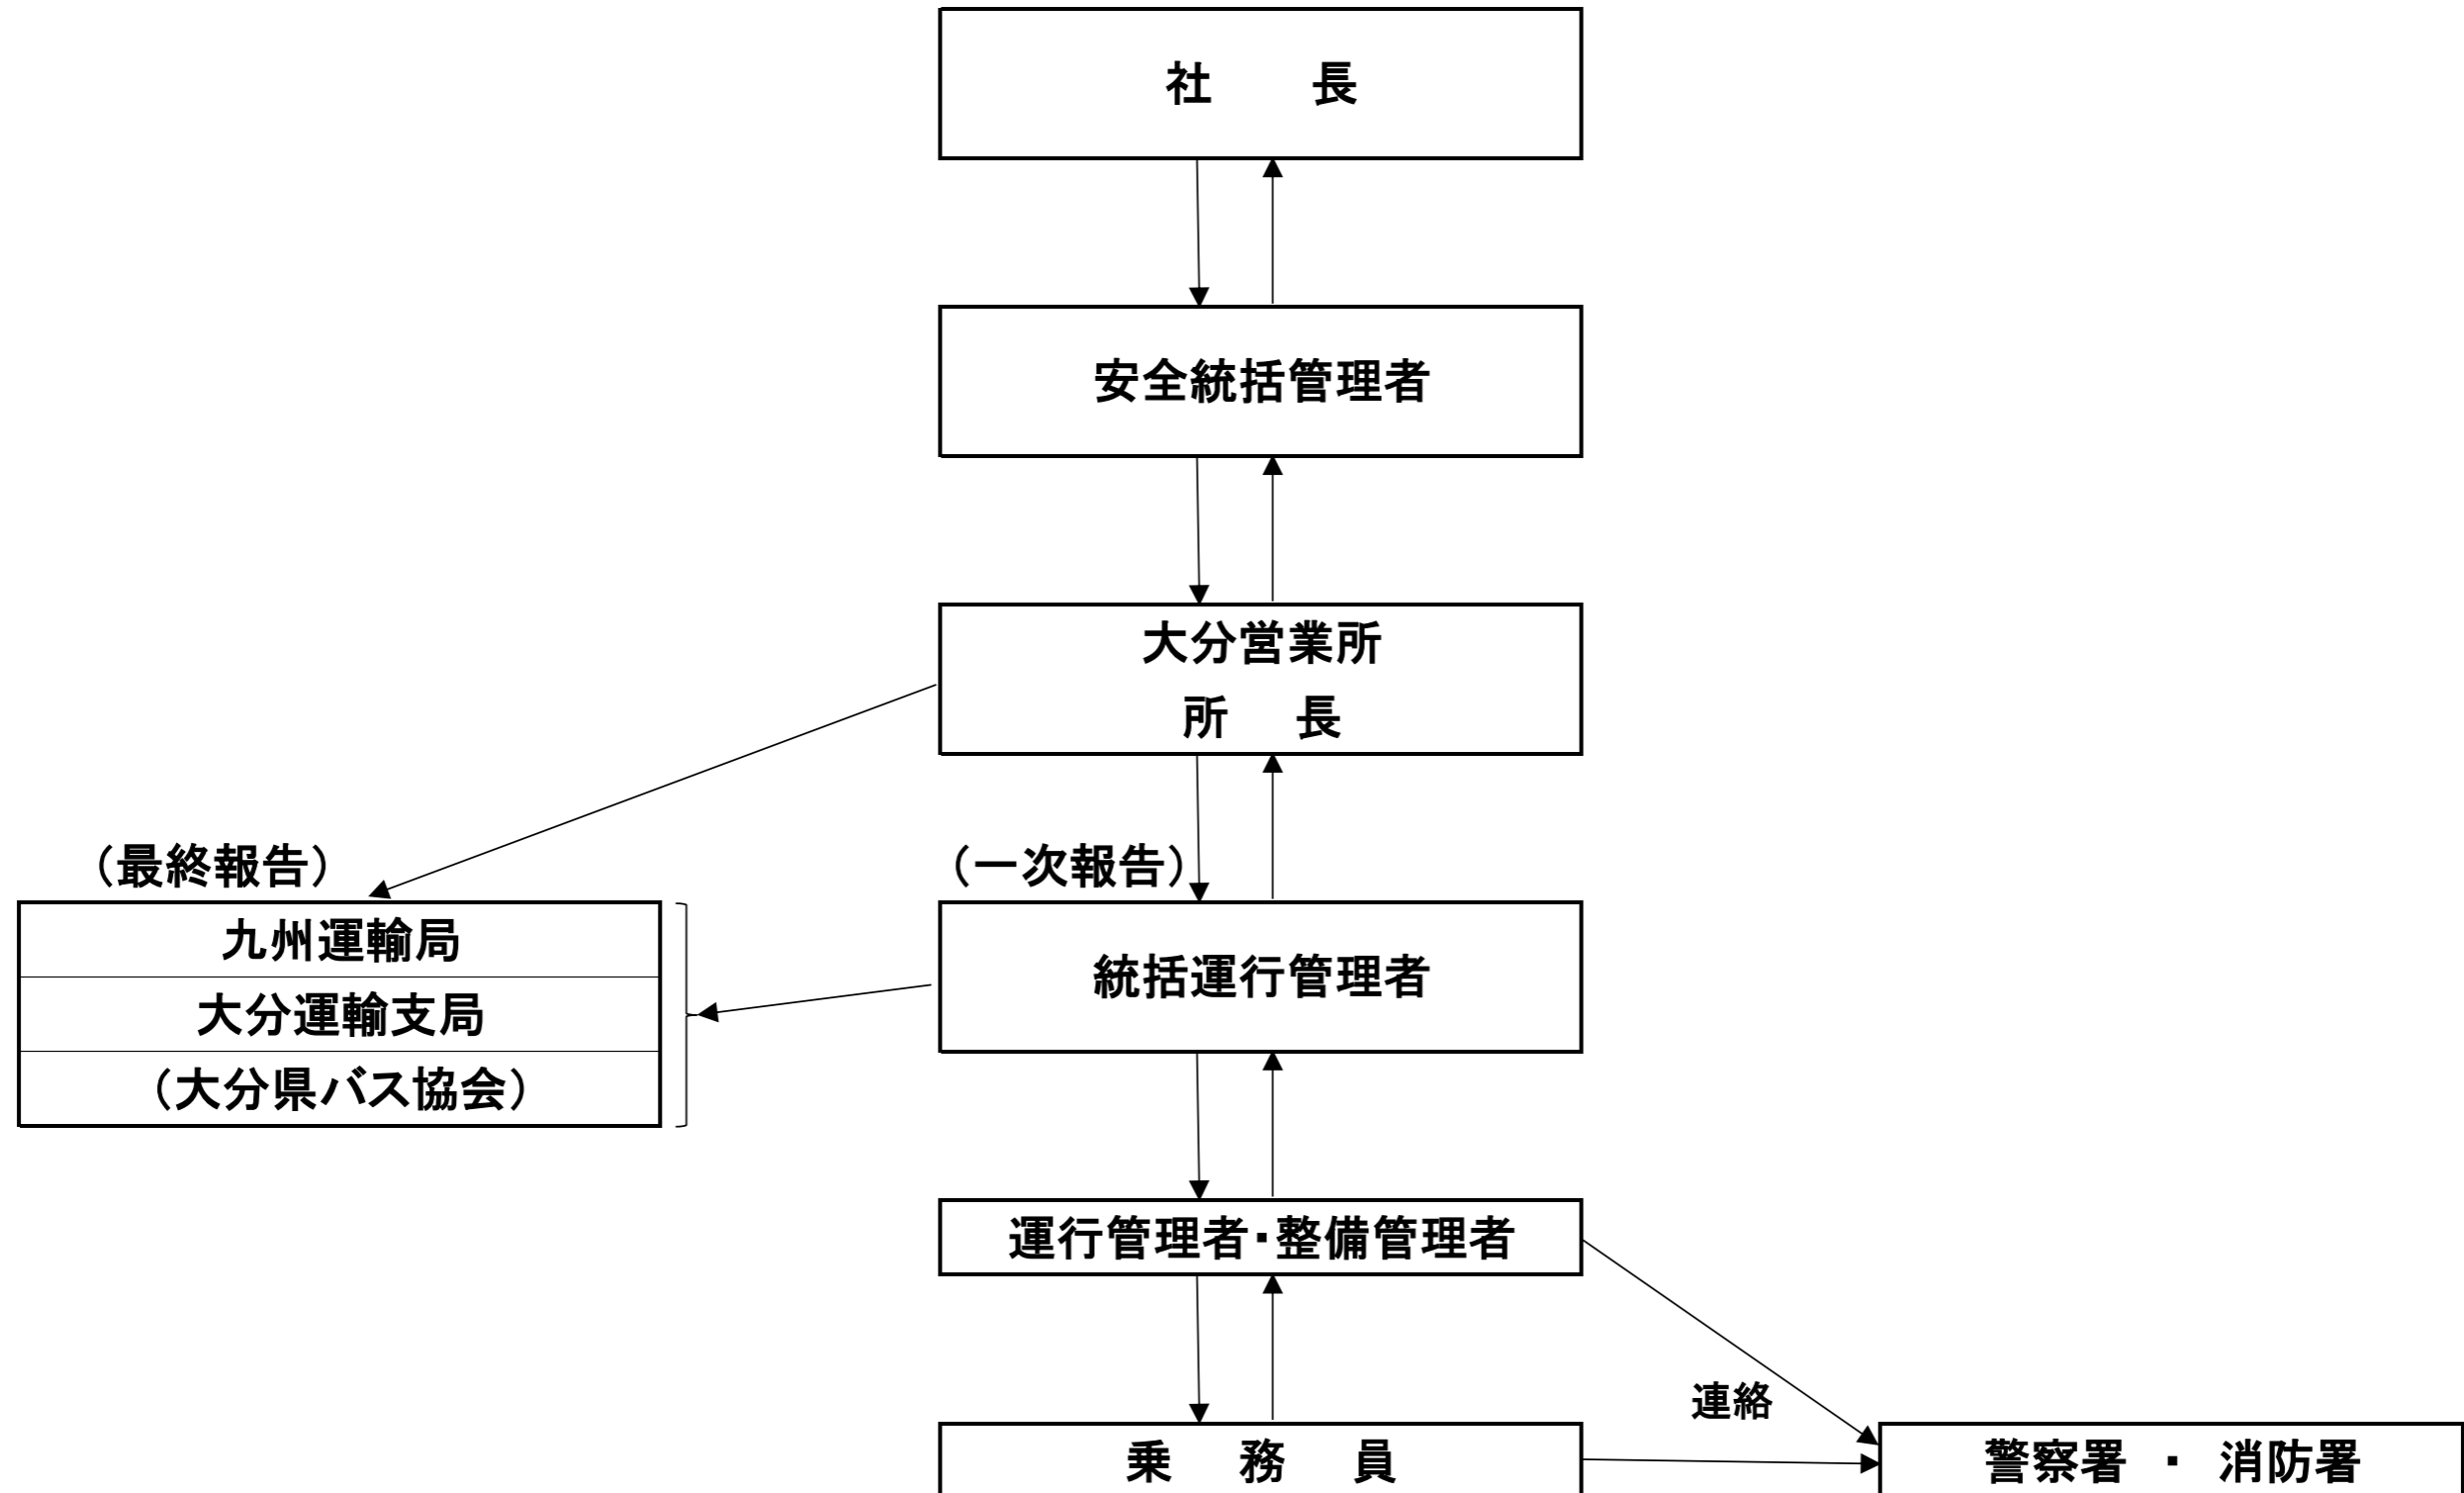 社　　長
安全統括管理者
大分営業所
所　長
（最終報告）
（一次報告）
九州運輸局
大分運輸支局
（大分県バス協会）
統括運行管理者
運行管理者・整備管理者
連絡
乗　務　員
警察署 ・ 消防署